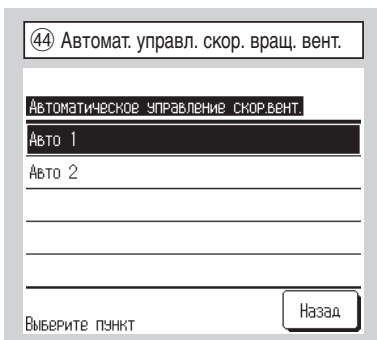 44 Автомат. управл. скор. вращ. вент.
Автоматическое управление скор.вент.
Авто 1
Авто 2
Выберите пункт
Назад